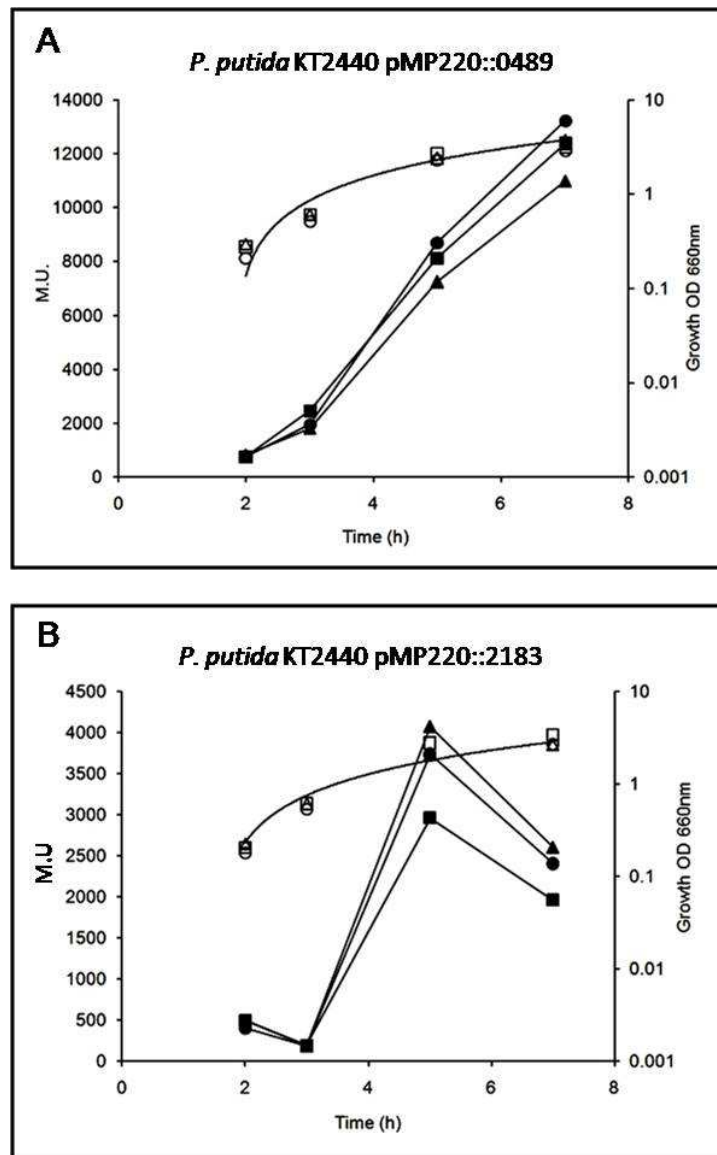 A
P. putida KT2440 pMP220::0489
14000
12000
10000
8000
6000
4000
2000
0
M.U.
10
1
0.1
0.01
0.001
Growth OD 660nm
0 2 4 6 8
Time (h)
B
P. putida KT2440 pMP220::2183
4500
4000
3500
3000
2500
2000
1500
1000
500
0
M.U
10
1
0.1
0.01
0.001
Growth OD 660nm
0 2 4 6 8
Time (h)